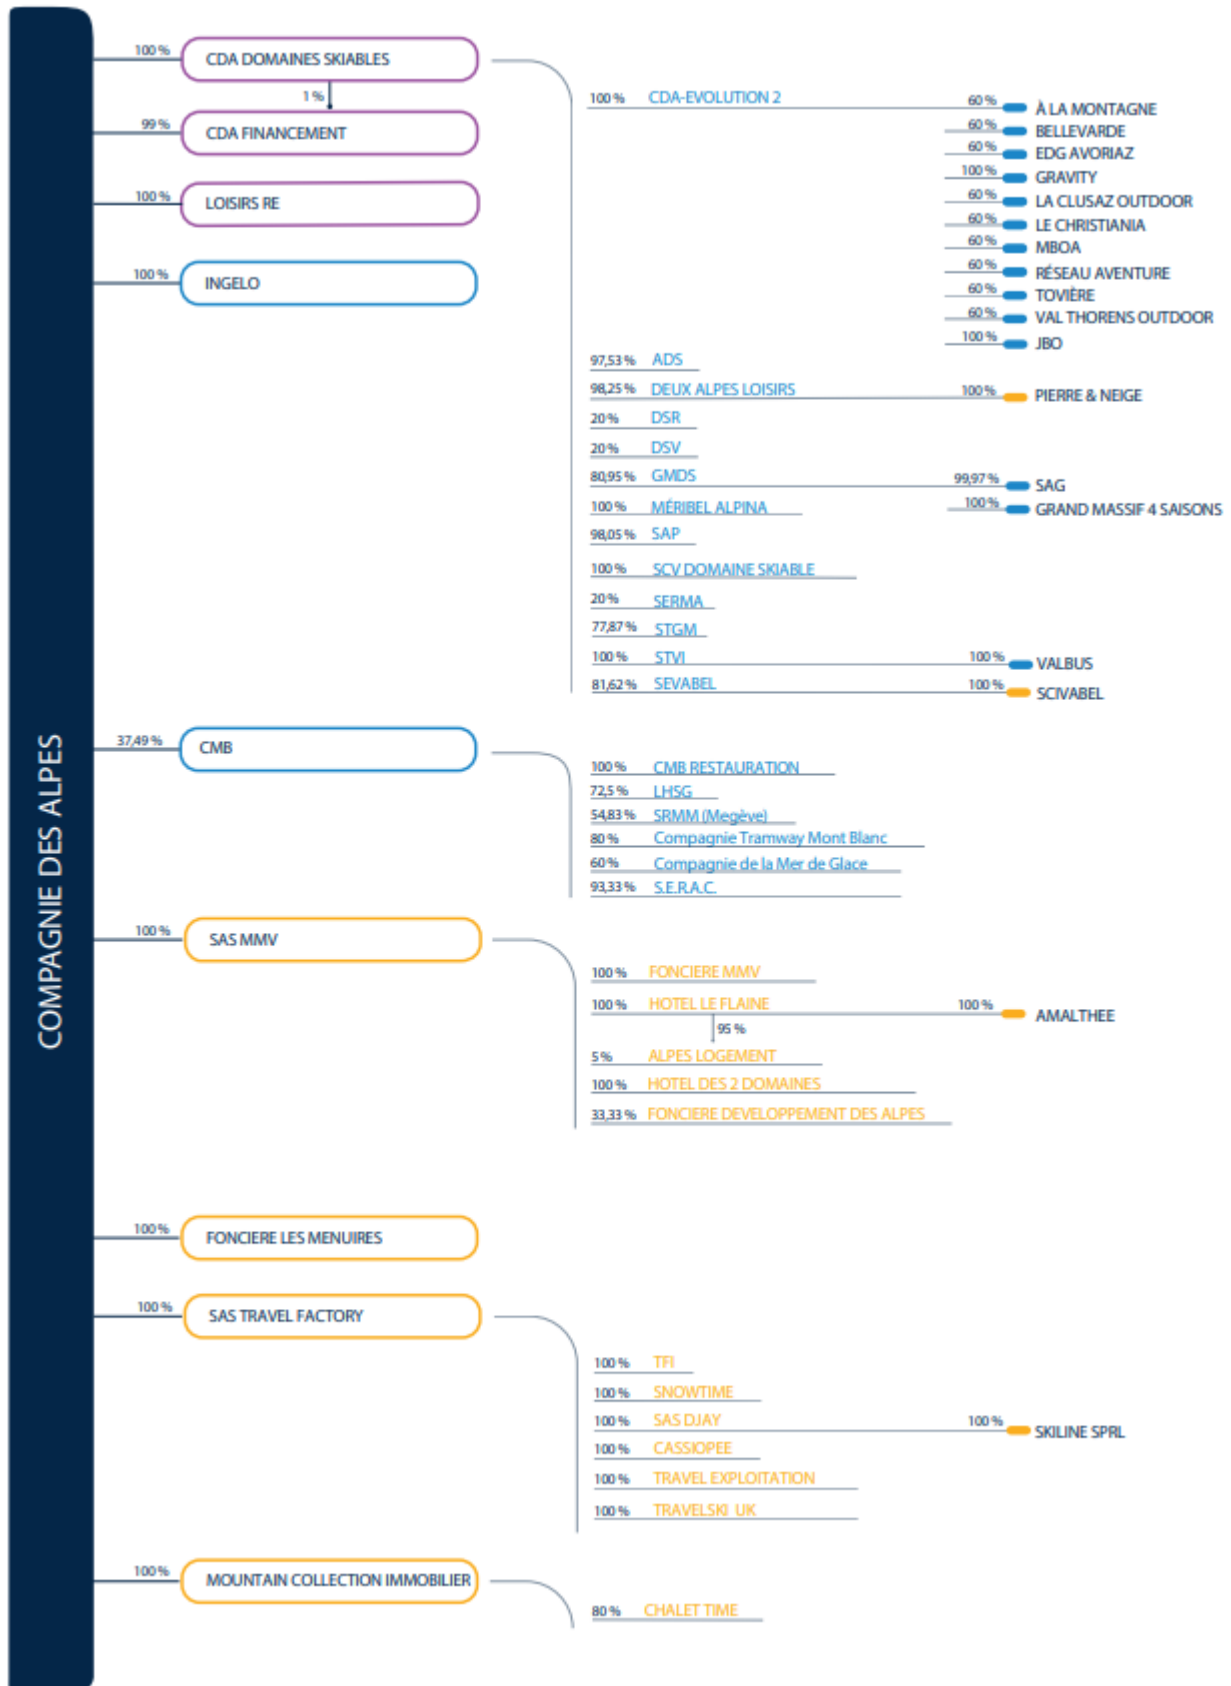 COMPAGNIE DES ALPES
100 % CDA DOMAINES SKIABLES
1 %
99 % CDA FINANCEMENT
100 % LOISIRS RE
100 % INGELO
100 % CDA-EVOLUTION 2
60 % À LA MONTAGNE
60 % BELLEVARDE
60 % EDG AVORIAZ
100 % GRAVITY
60 % LA CLUSAZ OUTDOOR
60 % LE CHRISTIANIA
60 % MBOA
60 % RÉSEAU AVENTURE
60 % TOVIÈRE
60 % VAL THORENS OUTDOOR
100 % JBO
97,53 % ADS
98,25 % DEUX ALPES LOISIRS 100 % PIERRE & NEIGE
20 % DSR
20 % DSV
80,95 % GMDS 99,97 % SAG
100 % GRAND MASSIF 4 SAISONS
100 % MÉRIBEL ALPINA
98,05 % SAP
100 % SCV DOMAINE SKIABLE
20 % SERMA
77,87 % STGM
100 % STVI 100 % VALBUS
81,62 % SEVABEL 100 % SCIVABEL
37,49 % CMB
100 % CMB RESTAURATION
72,5 % LHSG
54,83 % SRMM (Megève)
80 % Compagnie Tramway Mont Blanc
60 % Compagnie de la Mer de Glace
93,33 % S.E.R.A.C.
100 % SAS MMV
100 % FONCIERE MMV
100 % HOTEL LE FLAINE 100 % AMALTHEE
95 %
5 % ALPES LOGEMENT
100 % HOTEL DES 2 DOMAINES
33,33 % FONCIERE DEVELOPPEMENT DES ALPES
100 % FONCIERE LES MENUIRES
100 % SAS TRAVEL FACTORY
100 % TFI
100 % SNOWTIME
100 % SAS DJAY 100 % SKILINE SPRL
100 % CASSIOPEE
100 % TRAVEL EXPLOITATION
100 % TRAVELSKI UK
100 % MOUNTAIN COLLECTION IMMOBILIER
80 % CHALET TIME